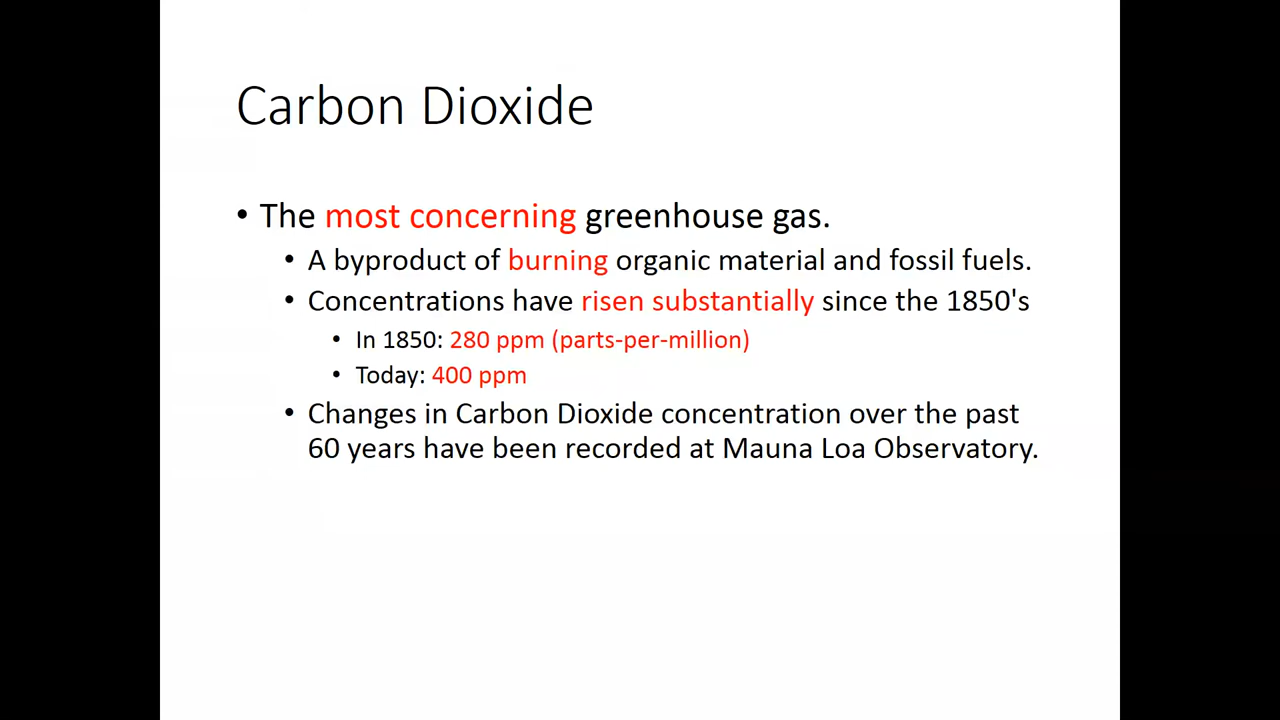 Carbon Dioxide
• The most concerning greenhouse gas.
• A byproduct of burning organic material and fossil fuels.
• Concentrations have risen substantially since the 1850's
• In 1850: 280 ppm (parts-per-million)
• Today: 400 ppm
• Changes in Carbon Dioxide concentration over the past
60 years have been recorded at Mauna Loa Observatory.